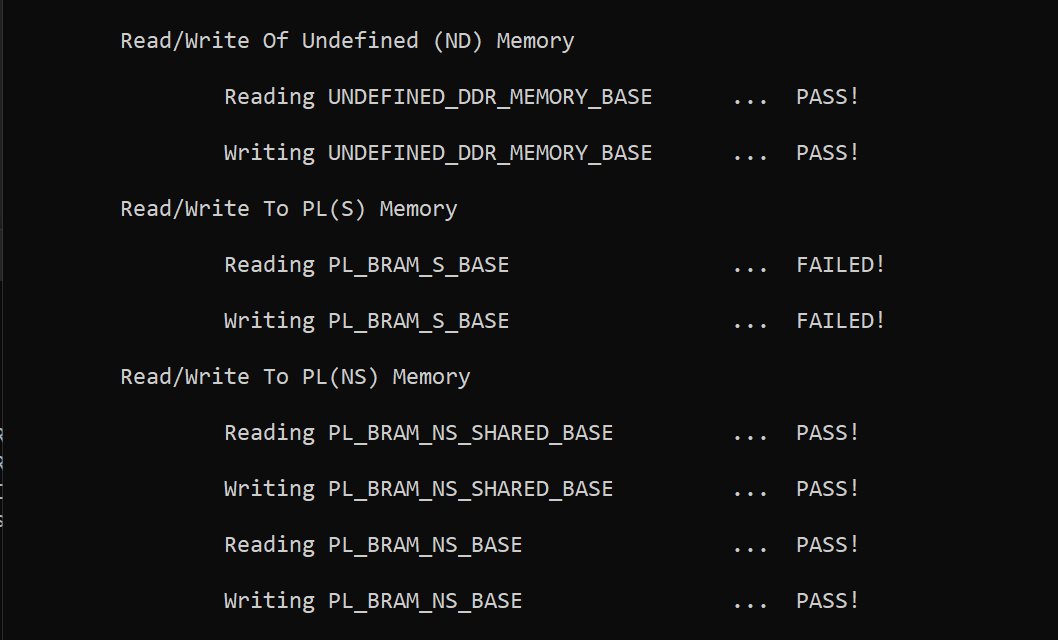 Read/Write Of Undefined (ND) Memory
Reading UNDEFINED_DDR_MEMORY_BASE ... PASS!
Writing UNDEFINED_DDR_MEMORY_BASE ... PASS!
Read/Write To PL(S) Memory
Reading PL_BRAM_S_BASE ... FAILED!
Writing PL_BRAM_S_BASE ... FAILED!
Read/Write To PL(NS) Memory
Reading PL_BRAM_NS_SHARED_BASE ... PASS!
Writing PL_BRAM_NS_SHARED_BASE ... PASS!
Reading PL_BRAM_NS_BASE ... PASS!
Writing PL_BRAM_NS_BASE ... PASS!